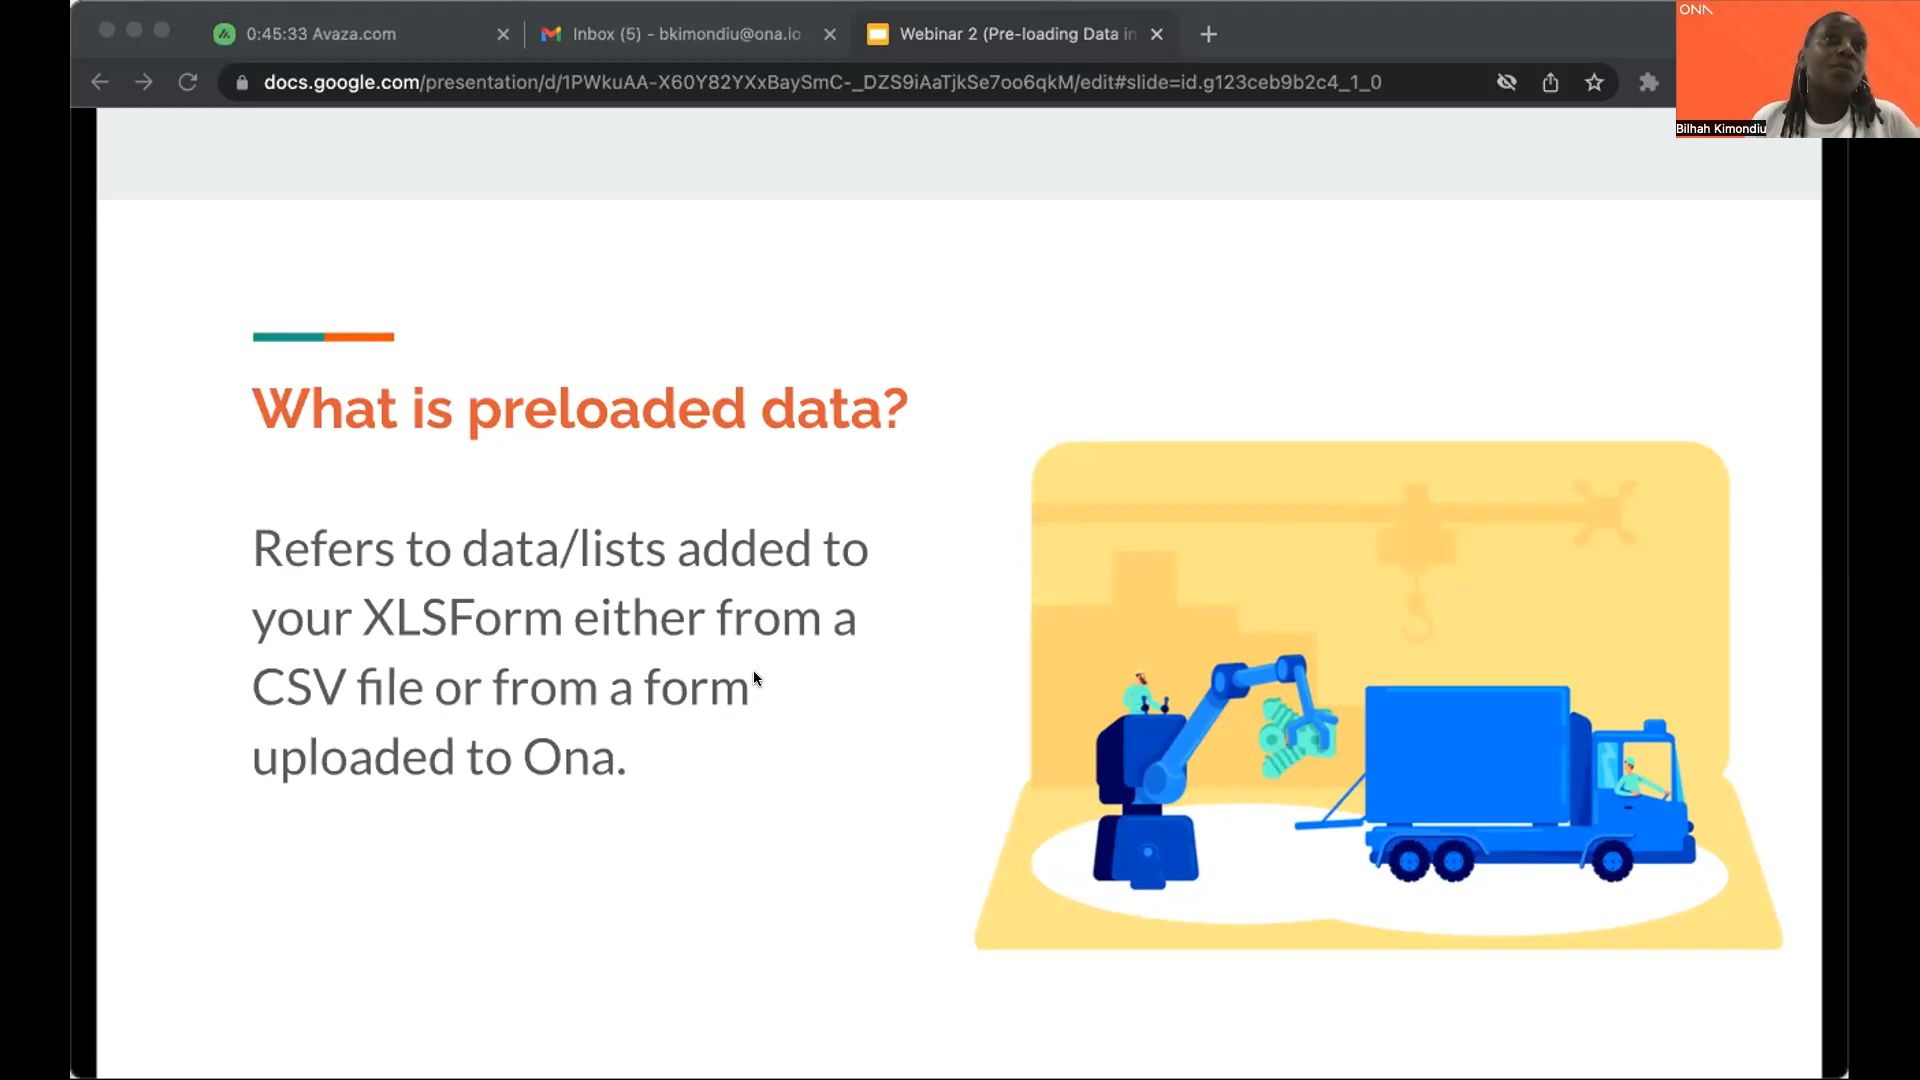 0:45:33 Avaza.com
Inbox (5) - bkimondiu@ona.io
Webinar 2 (Pre-loading Data in
docs.google.com/presentation/d/1PWkuAA-X60Y82YXxBaySmC-_DZS9iAaTjkSe7oo6qkM/edit#slide=id.g123ceb9b2c4_1_0
ONA
Bilhah Kimondiu
What is preloaded data?
Refers to data/lists added to
your XLSForm either from a
CSV file or from a form
uploaded to Ona.